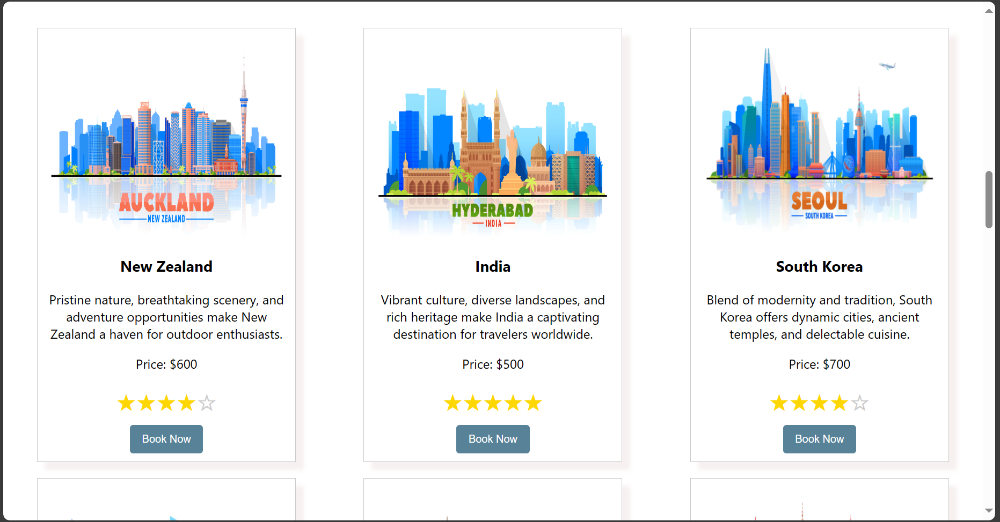 AUCKLAND
NEW ZEALAND
New Zealand
Pristine nature, breathtaking scenery, and
adventure opportunities make New
Zealand a haven for outdoor enthusiasts.
Price: $600
Book Now
HYDERABAD
INDIA
India
Vibrant culture, diverse landscapes, and
rich heritage make India a captivating
destination for travelers worldwide.
Price: $500
Book Now
SEOUL
SOUTH KOREA
South Korea
Blend of modernity and tradition, South
Korea offers dynamic cities, ancient
temples, and delectable cuisine.
Price: $700
Book Now